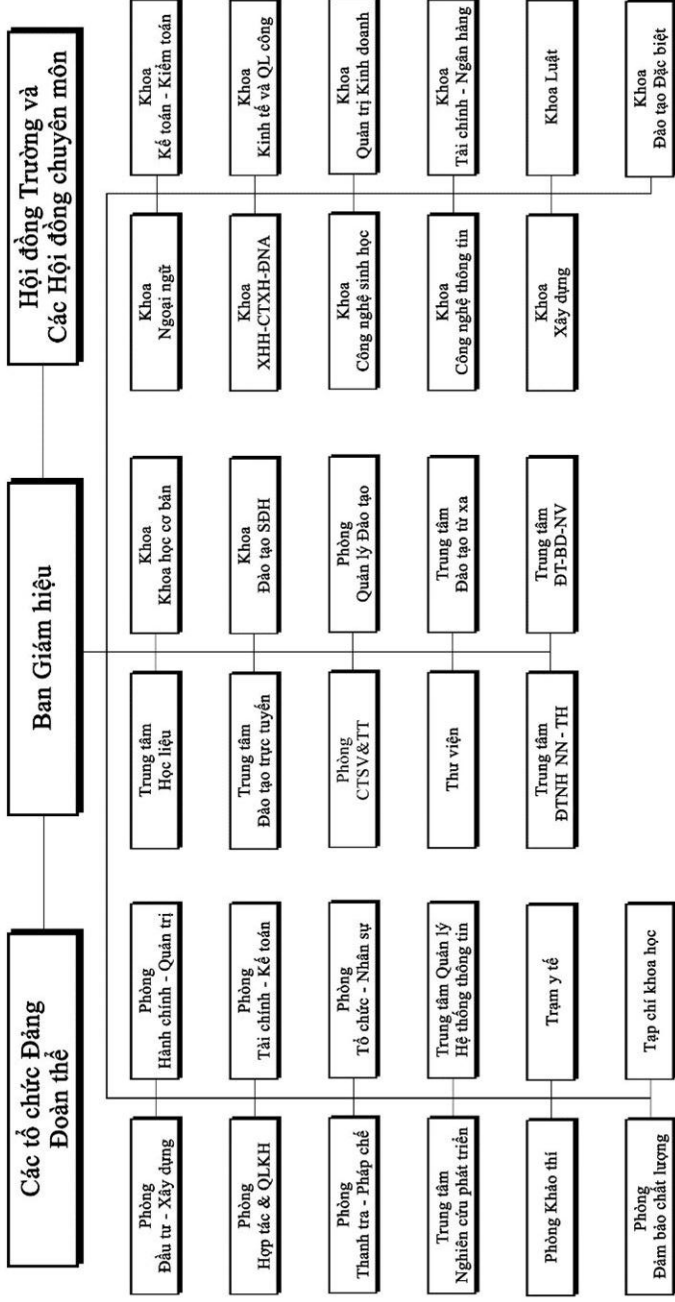 Các tổ chức Đảng
Đoàn thể
Ban Giám hiệu
Hội đồng Trường và
Các Hội đồng chuyên môn
Phòng
Đầu tư - Xây dựng
Phòng
Hành chính - Quản trị
Trung tâm
Học liệu
Khoa
Khoa học cơ bản
Khoa
Ngoại ngữ
Khoa
Kế toán - Kiểm toán
Phòng
Hợp tác & QLKH
Phòng
Tài chính - Kế toán
Trung tâm
Đào tạo trực tuyến
Khoa
Đào tạo SĐH
Khoa
XHH-CTXH-ĐNA
Khoa
Kinh tế và QL công
Phòng
Thanh tra - Pháp chế
Phòng
Tổ chức - Nhân sự
Phòng
CTSV&TT
Phòng
Quản lý Đào tạo
Khoa
Công nghệ sinh học
Khoa
Quản trị Kinh doanh
Trung tâm
Nghiên cứu phát triển
Trung tâm Quản lý
Hệ thống thông tin
Thư viện
Trung tâm
Đào tạo từ xa
Khoa
Công nghệ thông tin
Khoa
Tài chính - Ngân hàng
Phòng Khảo thí
Trạm y tế
Trung tâm
ĐTNH NN - TH
Trung tâm
ĐT-BD-NV
Khoa
Xây dựng
Khoa Luật
Phòng
Đảm bảo chất lượng
Tạp chí khoa học
Khoa
Đào tạo Đặc biệt